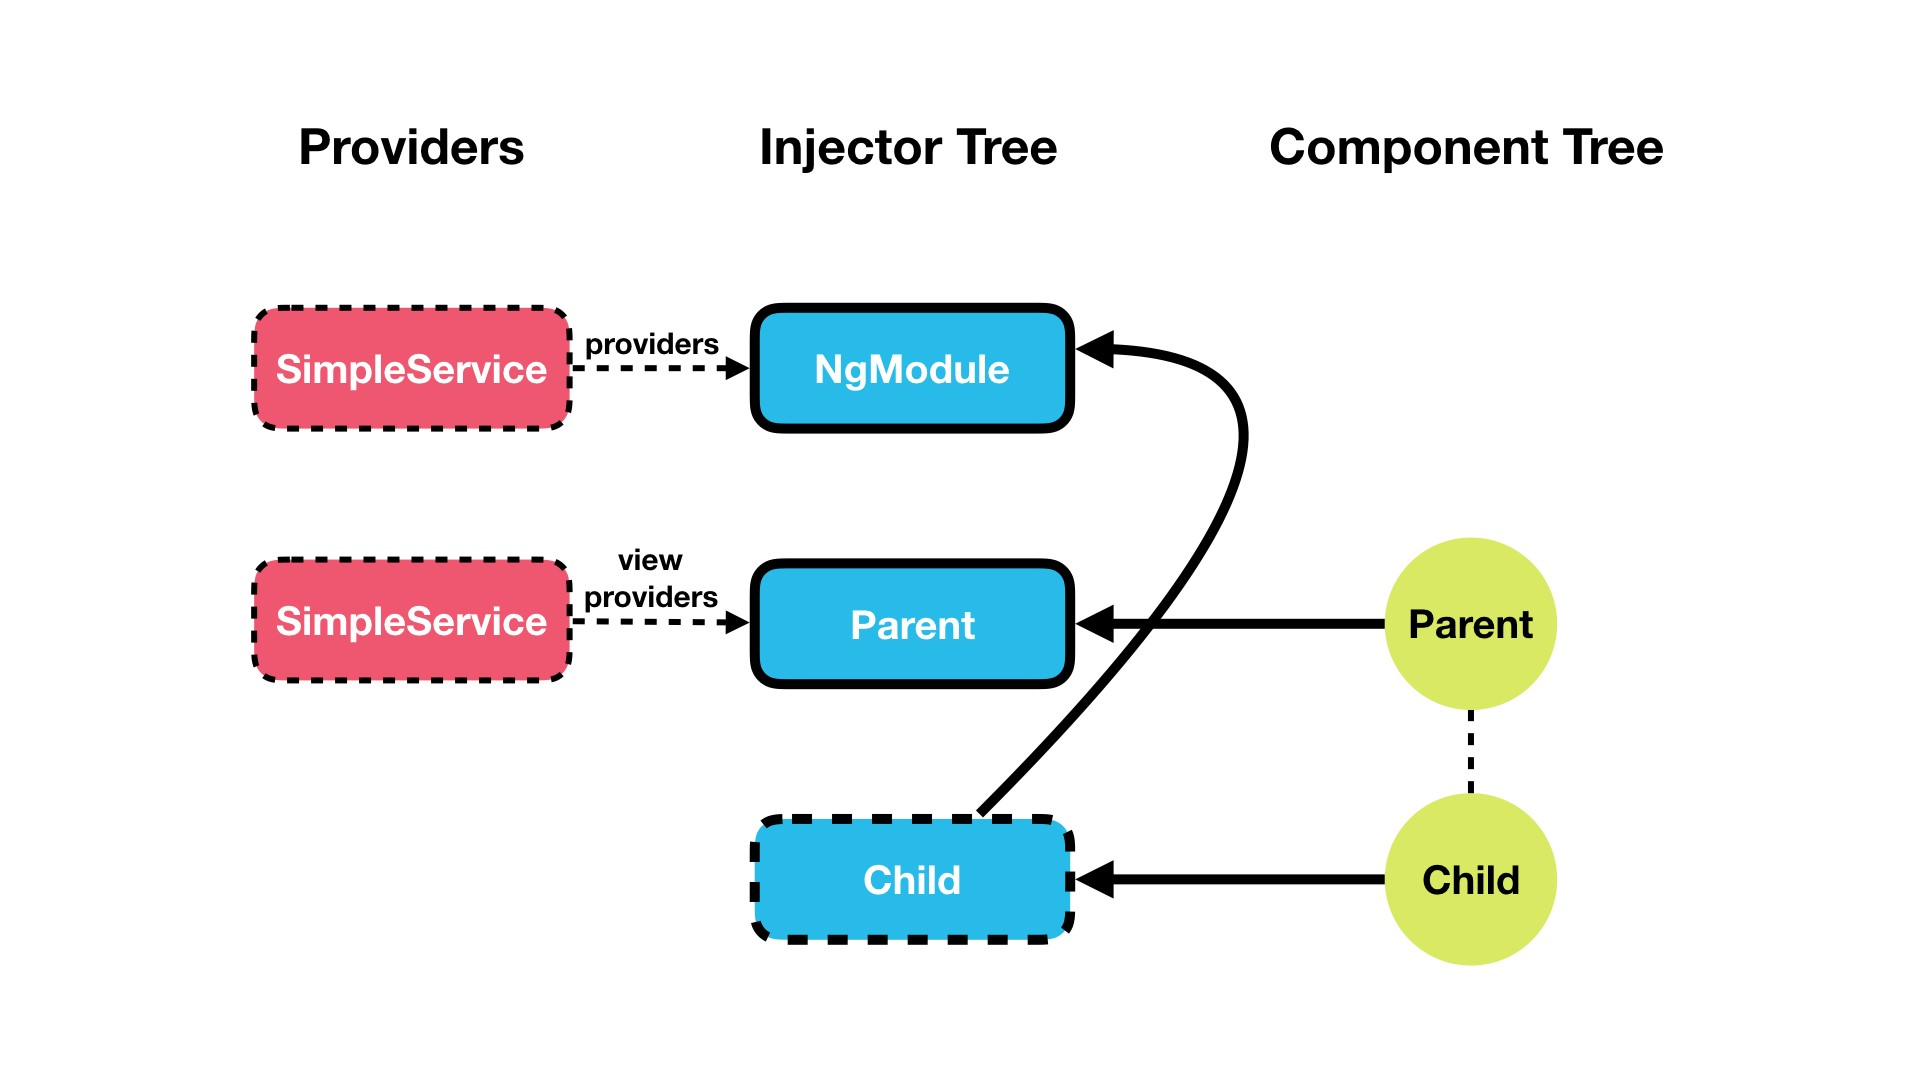 Providers
Injector Tree
Component Tree
SimpleService
providers
NgModule
SimpleService
view
providers
Parent
Parent
Child
Child